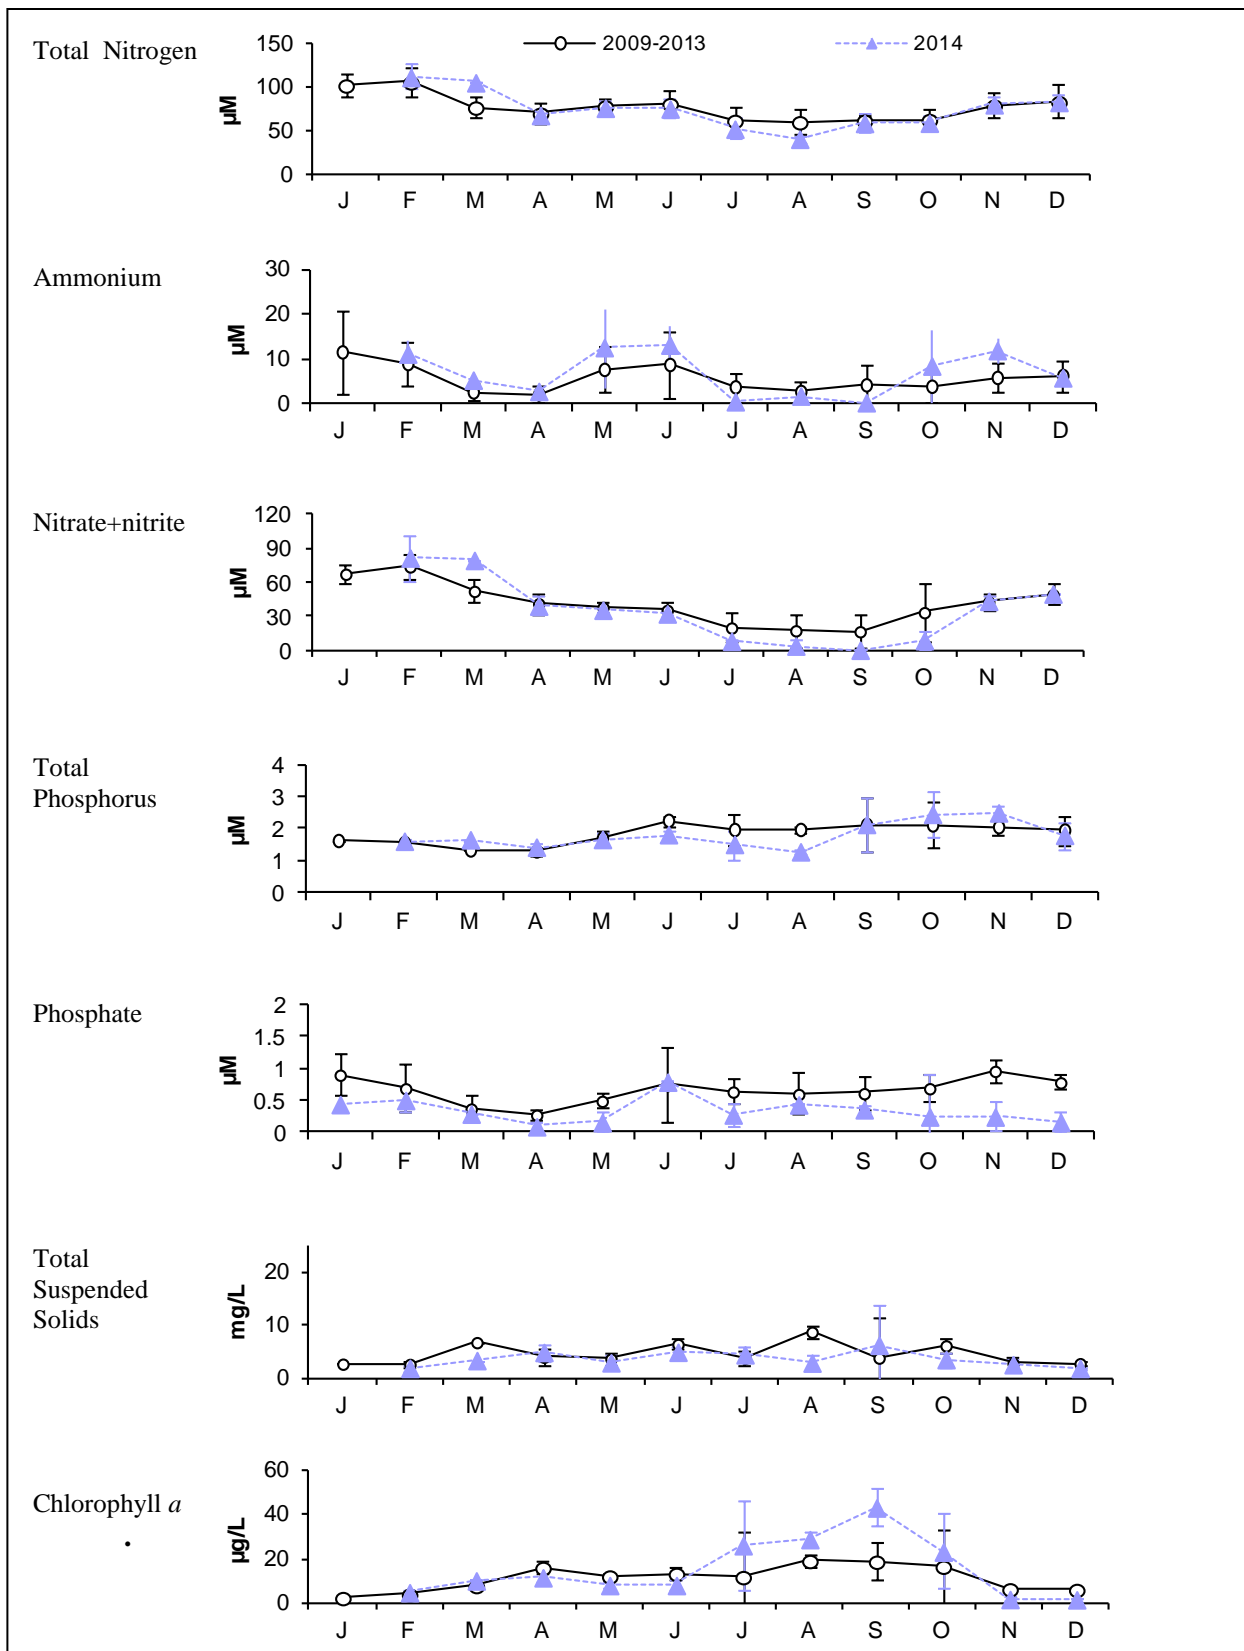 Total Nitrogen
2009-2013
2014
150
100
50
0
µM
J F M A M J J A S O N D
Ammonium
30
20
10
0
µM
J F M A M J J A S O N D
Nitrate+nitrite
120
90
60
30
0
µM
J F M A M J J A S O N D
Total
Phosphorus
4
3
2
1
0
µM
J F M A M J J A S O N D
Phosphate
2
1.5
1
0.5
0
µM
J F M A M J J A S O N D
Total
Suspended
Solids
20
10
0
mg/L
J F M A M J J A S O N D
Chlorophyll a
60
40
20
0
µg/L
J F M A M J J A S O N D